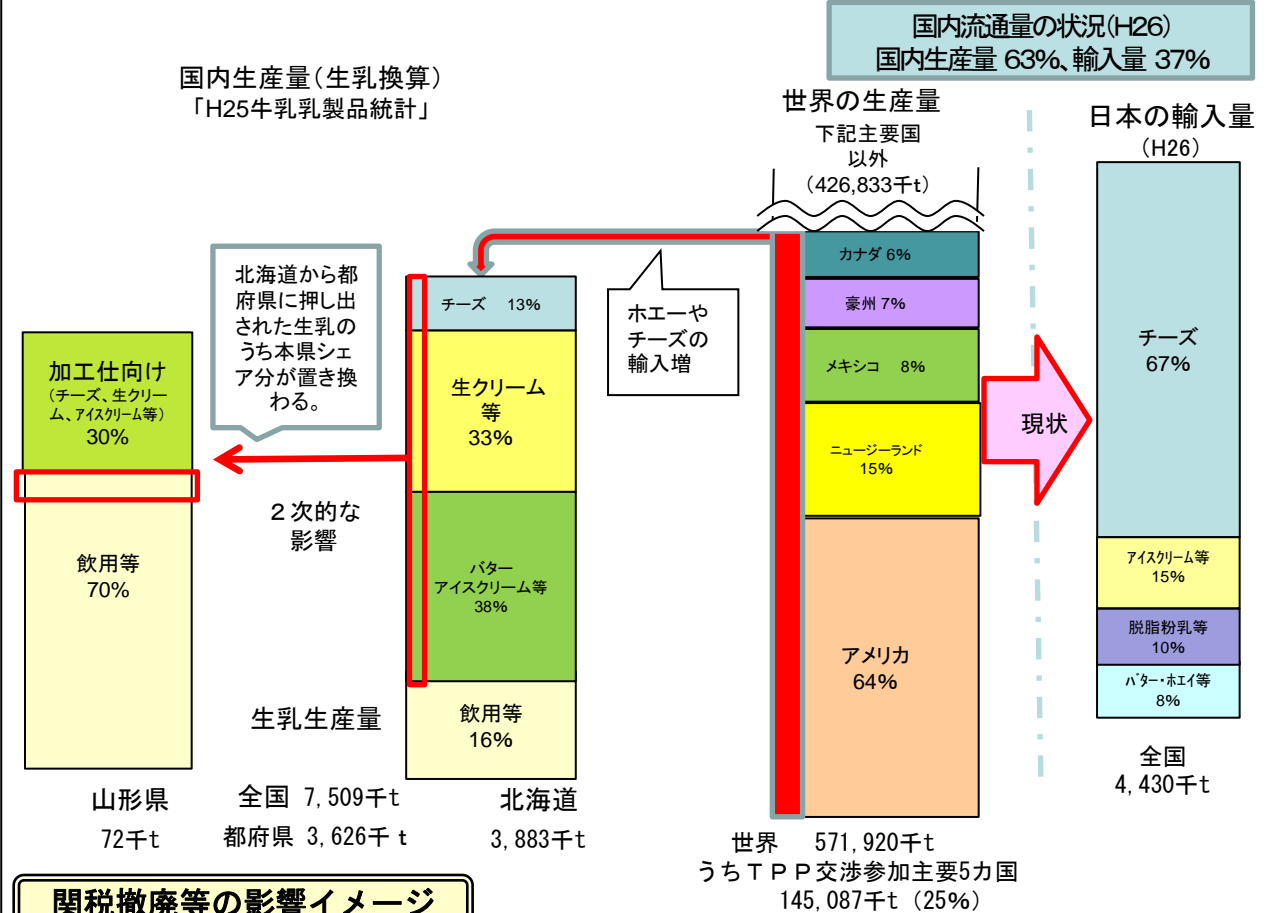 国内流通量の状況(H26)
国内生産量 63%、輸入量 37%
国内生産量(生乳換算)
「H25牛乳乳製品統計」
世界の生産量
下記主要国
以外
(426,833千t)
日本の輸入量
(H26)
北海道から都
府県に押し出
された生乳の
うち本県シェ
ア分が置き換
わる。
ホエーや
チーズの
輸入増
加工仕向け
(チーズ、生クリー
ム、アイスクリーム等)
30%
飲用等
70%
2次的な
影響
チーズ 13%
生クリーム
等
33%
バター
アイスクリーム等
38%
飲用等
16%
カナダ 6%
豪州 7%
メキシコ 8%
ニュージーランド
15%
アメリカ
64%
現状
チーズ
67%
アイスクリーム等
15%
脱脂粉乳等
10%
バター・ホエイ等
8%
生乳生産量
山形県
72千t
全国 7,509千t
都府県 3,626千t
北海道
3,883千t
世界 571,920千t
うちTPP交渉参加主要5カ国
145,087千t (25%)
全国
4,430千t
関税撤廃等の影響イメージ